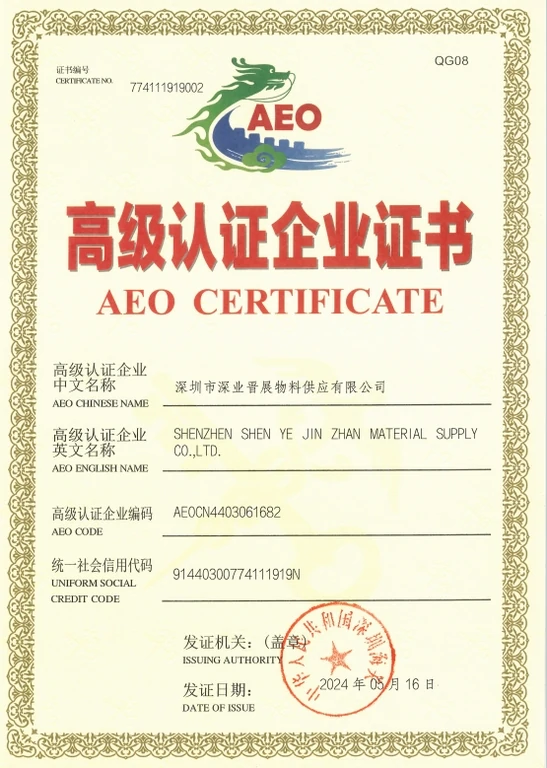 证书编号
CERTIFICATE NO.
774111919002
QG08
AEO
高级认证企业证书
AEO CERTIFICATE
高级认证企业
中文名称
AEO CHINESE NAME
深圳市深业晋展物料供应有限公司
高级认证企业
英文名称
AEO ENGLISH NAME
SHENZHEN SHEN YE JIN ZHAN MATERIAL SUPPLY
CO.,LTD.
高级认证企业编码
AEO CODE
AEOCN4403061682
统一社会信用代码
UNIFORM SOCIAL
CREDIT CODE
91440300774111919N
发证机关：（盖章）
ISSUING AUTHORITY
中华人民共和国深圳海关
发证日期：
DATE OF ISSUE
2024 年 05 月 16 日